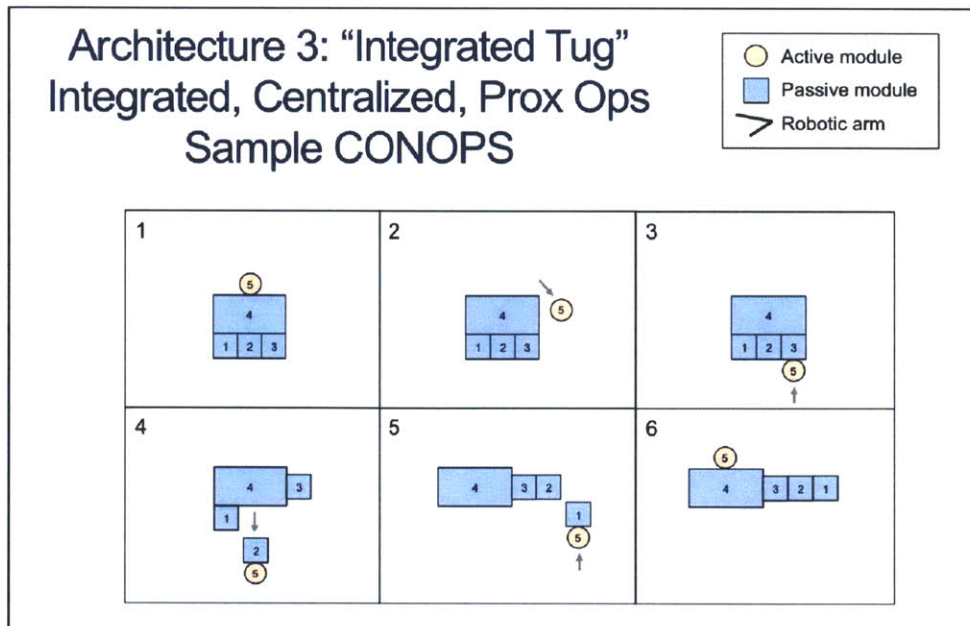 Architecture 3: “Integrated Tug”
Integrated, Centralized, Prox Ops
Sample CONOPS
5 Active module
Passive module
Robotic arm
1
5
4
1 2 3
2
5
4
1 2 3
3
4
1 2 3
5
4
4 3
1
2
5
5
4 3 2
1
5
6
5
4 3 2 1